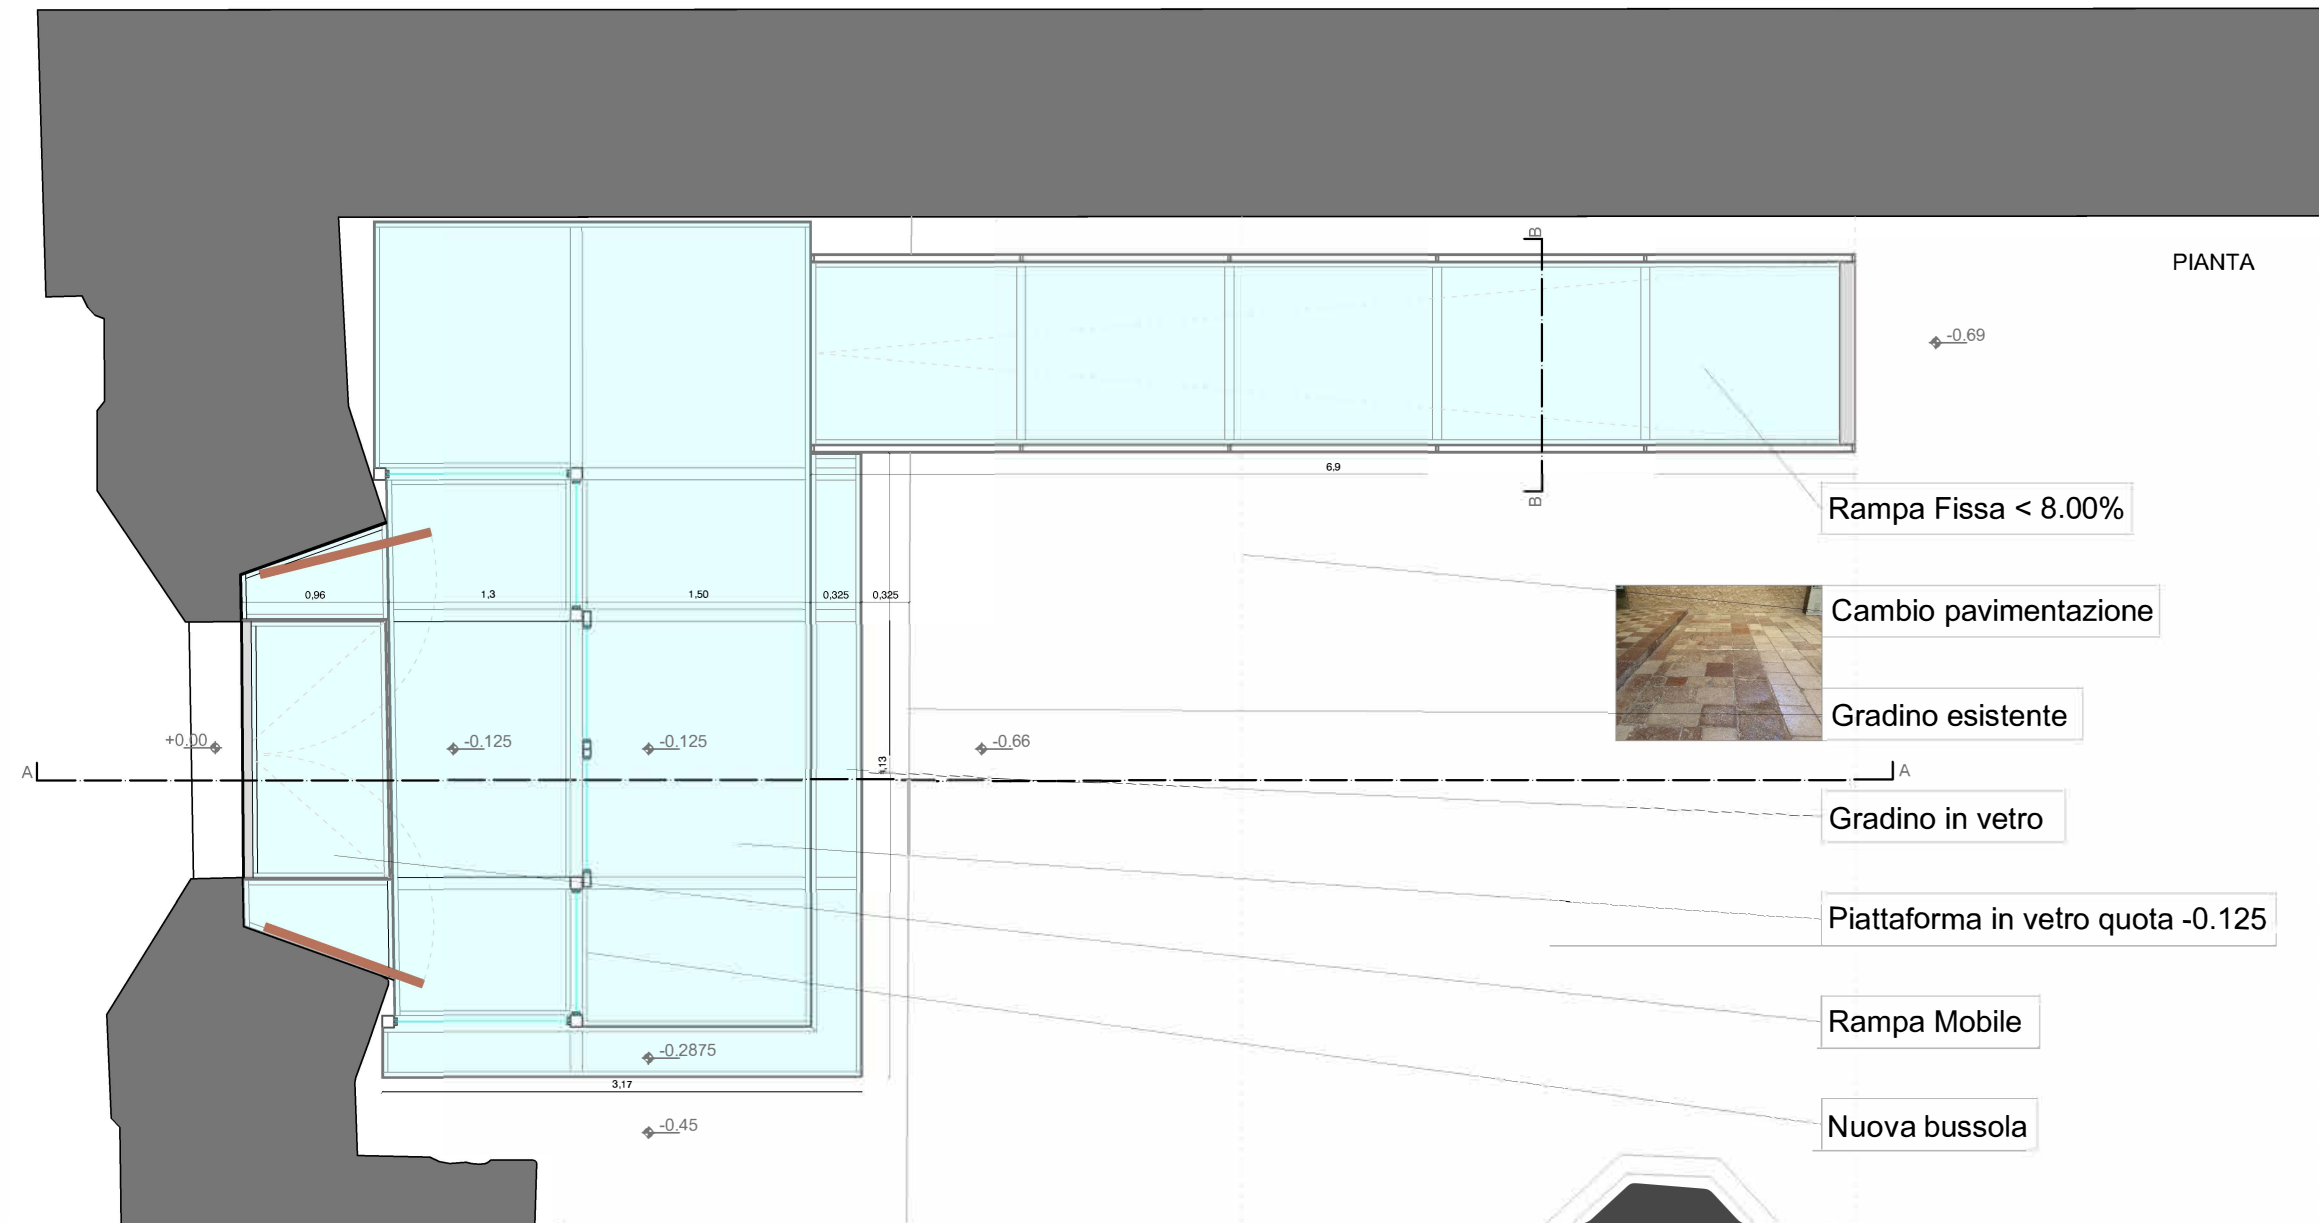 PIANTA
B
-0.69
6.9
B
Rampa Fissa < 8.00%
0,96
1,3
1,50
0,325
0,325
Cambio pavimentazione
Gradino esistente
+0.00
-0.125
-0.125
-0.66
A
A
Gradino in vetro
Piattaforma in vetro quota -0.125
Rampa Mobile
-0.2875
3,17
-0.45
Nuova bussola